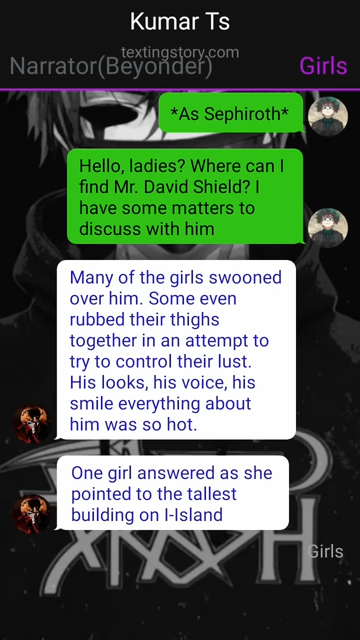 Kumar Ts
textingstory.com
Narrator(Beyonder)
Girls
*As Sephiroth*
Hello, ladies? Where can I
find Mr. David Shield? I
have some matters to
discuss with him
Many of the girls swooned
over him. Some even
rubbed their thighs
together in an attempt to
try to control their lust.
His looks, his voice, his
smile everything about
him was so hot.
One girl answered as she
pointed to the tallest
building on I-Island
Girls